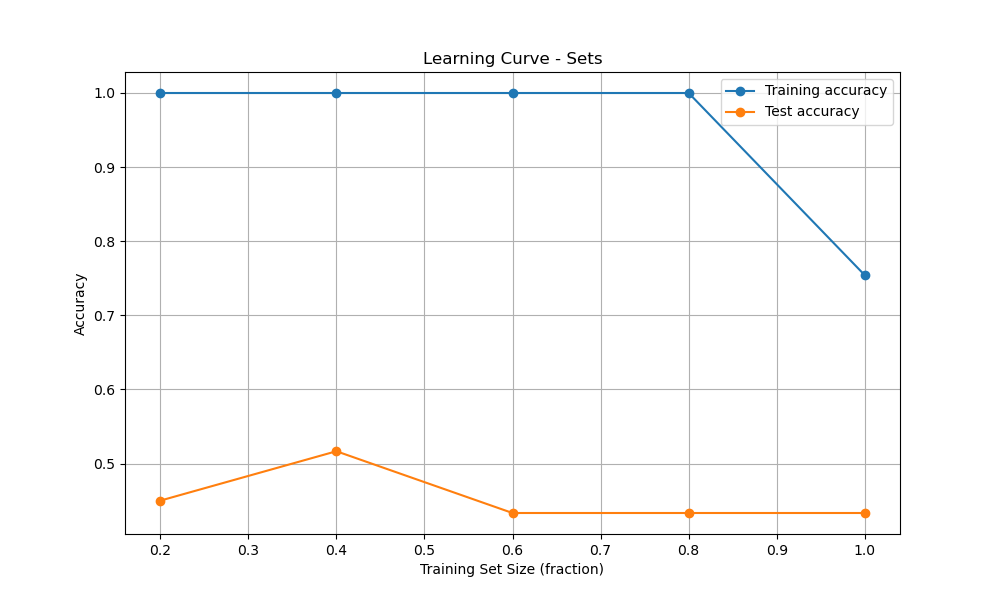 Learning Curve - Sets
Training accuracy
Test accuracy
1.0
0.9
0.8
0.7
0.6
0.5
Accuracy
0.2 0.3 0.4 0.5 0.6 0.7 0.8 0.9 1.0
Training Set Size (fraction)